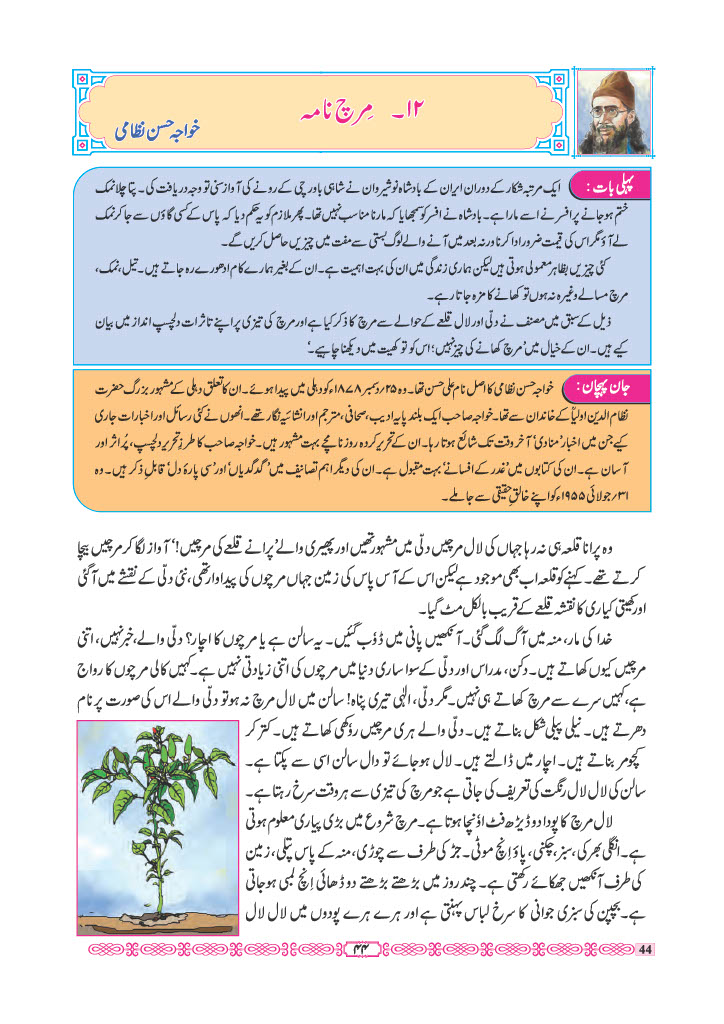 ۱۲۔ مِرچ نامہ
خواجہ حسن نظامی
پہلی بات : ایک مرتبہ شکار کے دوران ایران کے بادشاہ نوشیروان نے شاہی باورچی کے رونے کی آواز سنی تو وجہ دریافت کی۔ پتا چلا نمک
ختم ہو جانے پر افسر نے اسے مارا ہے۔ بادشاہ نے افسر کو سمجھایا کہ مارنا مناسب نہیں تھا۔ پھر ملازم کو یہ حکم دیا کہ پاس کے کسی گاؤں سے جا کر نمک
لے آؤ مگر اس کی قیمت ضرور ادا کرنا ورنہ بعد میں آنے والے لوگ بستی سے مفت میں چیزیں حاصل کریں گے۔
کئی چیزیں بظاہر معمولی ہوتی ہیں لیکن ہماری زندگی میں ان کی بہت اہمیت ہے۔ ان کے بغیر ہمارے کام ادھورے رہ جاتے ہیں۔ تیل، نمک،
مرچ مسالے وغیرہ نہ ہوں تو کھانے کا مزہ جاتا رہے۔
ذیل کے سبق میں مصنف نے دلّی اور لال قلعے کے حوالے سے مرچ کا ذکر کیا ہے اور مرچ کی تیزی پر اپنے تاثرات دلچسپ انداز میں بیان
کیے ہیں۔ ان کے خیال میں ’مرچ کھانے کی چیز نہیں؛ اس کو تو کھیت میں دیکھنا چاہیے۔‘
جان پہچان : خواجہ حسن نظامی کا اصل نام علی حسن تھا۔ وہ ۲۵؍ دسمبر ۱۸۷۸ء کو دہلی میں پیدا ہوئے۔ ان کا تعلق دہلی کے مشہور بزرگ حضرت
نظام الدین اولیاؒ کے خاندان سے تھا۔ خواجہ صاحب ایک بلند پایہ ادیب، صحافی، مترجم اور انشائیہ نگار تھے۔ انھوں نے کئی رسائل اور اخبارات جاری
کیے جن میں اخبار ’منادی‘ آخر وقت تک شائع ہوتا رہا۔ ان کے تحریر کردہ روزنامچے بہت مشہور ہیں۔ خواجہ صاحب کا طرزِ تحریر دلچسپ، پُر اثر اور
آسان ہے۔ ان کی کتابوں میں ’غدر کے افسانے‘ بہت مقبول ہے۔ ان کی دیگر اہم تصانیف میں ’گدگدیاں‘ اور ’سی پارۂ دل‘ قابلِ ذکر ہیں۔ وہ
۳۱؍ جولائی ۱۹۵۵ء کو اپنے خالقِ حقیقی سے جا ملے۔
وہ پرانا قلعہ ہی نہ رہا جہاں کی لال مرچیں دلّی میں مشہور تھیں اور پھیری والے ’پرانے قلعے کی مرچیں!‘ آواز لگا کر مرچیں بیچا
کرتے تھے۔ کہنے کو قلعہ اب بھی موجود ہے لیکن اس کے آس پاس کی زمین جہاں مرچوں کی پیداوار تھی، نئی دلّی کے نقشے میں آ گئی
اور کھیتی کیاری کا نقشہ قلعے کے قریب بالکل مٹ گیا۔
خدا کی مار، منہ میں آگ لگ گئی۔ آنکھیں پانی میں ڈوب گئیں۔ یہ سالن ہے یا مرچوں کا اچار؟ دلّی والے، خبر نہیں، اتنی
مرچیں کیوں کھاتے ہیں۔ دکن، مدراس اور دلّی کے سوا ساری دنیا میں مرچوں کی اتنی زیادتی نہیں ہے۔ کہیں کالی مرچوں کا رواج
ہے، کہیں سرے سے مرچ کھاتے ہی نہیں۔ مگر دلّی، الٰہی تیری پناہ! سالن میں لال مرچ نہ ہو تو دلّی والے اس کی صورت پر نام
دھرتے ہیں۔ نیلی پیلی شکل بناتے ہیں۔ دلّی والے ہری مرچیں روٗکھی کھاتے ہیں۔ کتر کر
کچومر بناتے ہیں۔ اچار میں ڈالتے ہیں۔ لال ہو جائے تو دال سالن اسی سے پکتا ہے۔
سالن کی لال لال رنگت کی تعریف کی جاتی ہے جو مرچ کی تیزی سے ہر وقت سرخ رہتا ہے۔
لال مرچ کا پودا دو ڈیڑھ فٹ اوٗنچا ہوتا ہے۔ مرچ شروع میں بڑی پیاری معلوم ہوتی
ہے۔ انگلی بھر کی، سبز، چکنی، پاؤ اِنچ موٹی۔ جڑ کی طرف سے چوڑی، منہ کے پاس پتلی، زمین
کی طرف آنکھیں جھکائے رکھتی ہے۔ چند روز میں بڑھتے بڑھتے دو ڈھائی اِنچ لمبی ہو جاتی
ہے۔ بچپن کی سبزی جوانی کا سرخ لباس پہنتی ہے اور ہرے ہرے پودوں میں لال لال
۴۴
44